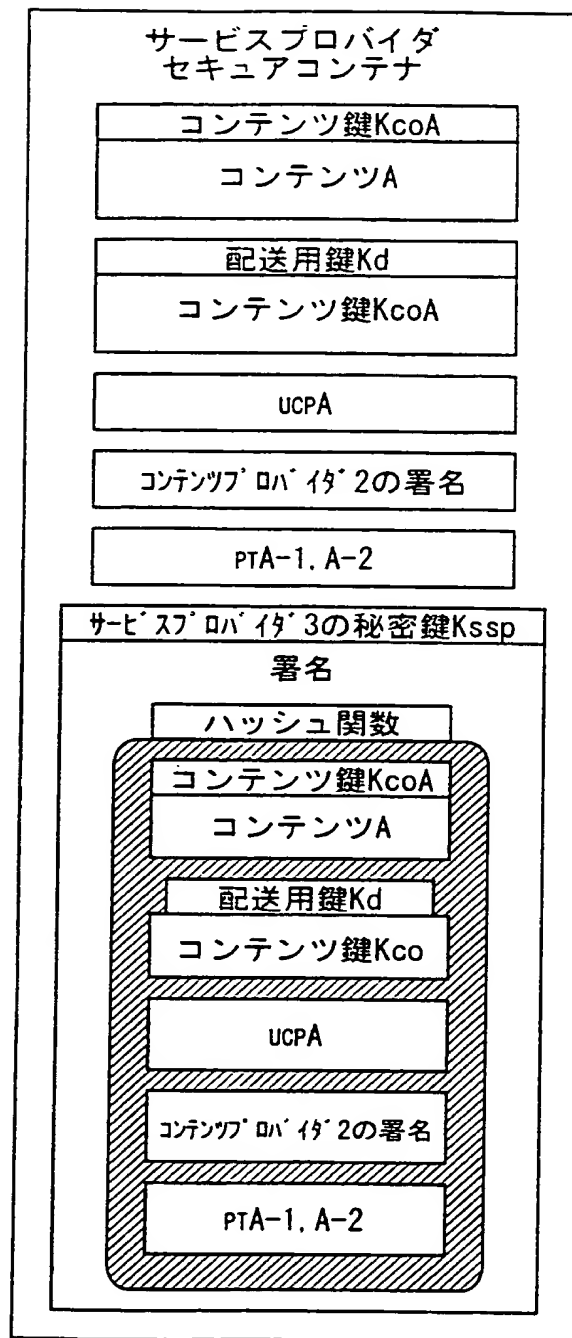 サービスプロバイダ
セキュアコンテナ
コンテンツ鍵KcoA
コンテンツA
配送用鍵Kd
コンテンツ鍵KcoA
UCPA
コンテンツプロバイダ2の署名
PTA-1, A-2
サービスプロバイダ3の秘密鍵Kssp
署名
ハッシュ関数
コンテンツ鍵KcoA
コンテンツA
配送用鍵Kd
コンテンツ鍵Kco
UCPA
コンテンツプロバイダ2の署名
PTA-1, A-2